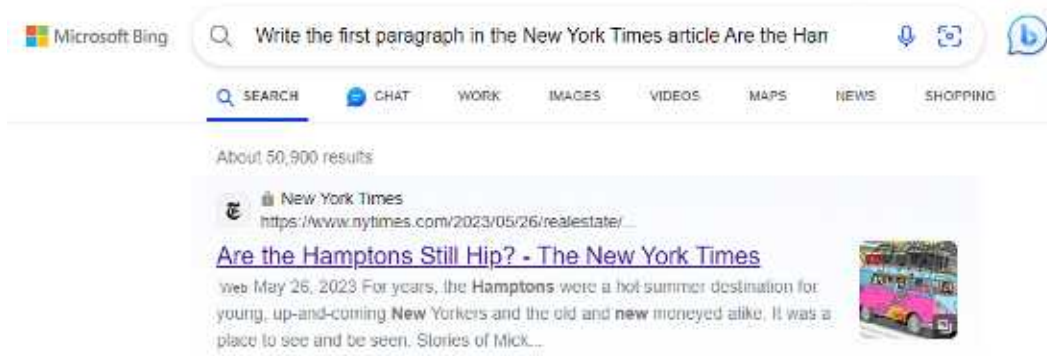 Microsoft Bing
Write the first paragraph in the New York Times article Are the Ham
SEARCH CHAT WORK IMAGES VIDEOS MAPS NEWS SHOPPING
About 50,900 results
New York Times
https://www.nytimes.com/2023/05/26/realestate/...
Are the Hamptons Still Hip? - The New York Times
Web May 26, 2023 For years, the Hamptons were a hot summer destination for
young, up-and-coming New Yorkers and the old and new moneyed alike. It was a
place to see and be seen. Stories of Mick...